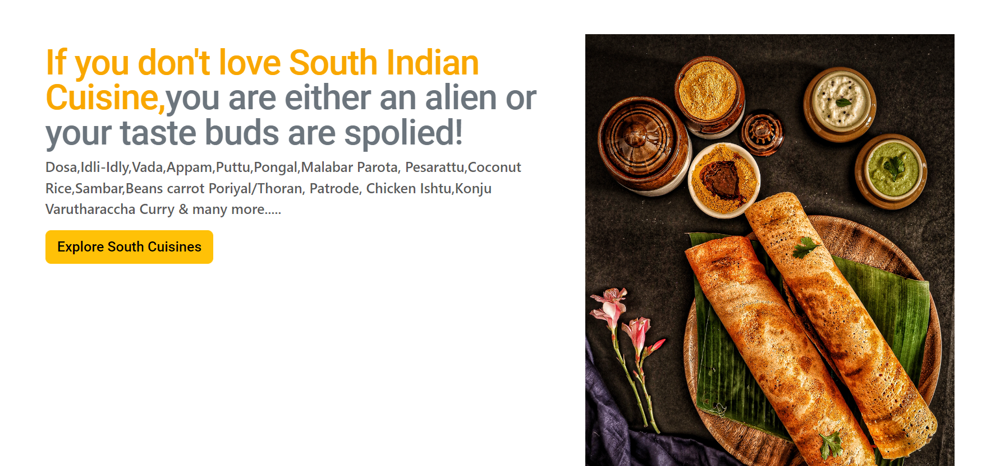 If you don't love South Indian
Cuisine,you are either an alien or
your taste buds are spolied!
Dosa,Idli-Idly,Vada,Appam,Puttu,Pongal,Malabar Parota, Pesarattu,Coconut
Rice,Sambar,Beans carrot Poriyal/Thoran, Patrode, Chicken Ishtu,Konju
Varutharaccha Curry & many more.....
Explore South Cuisines